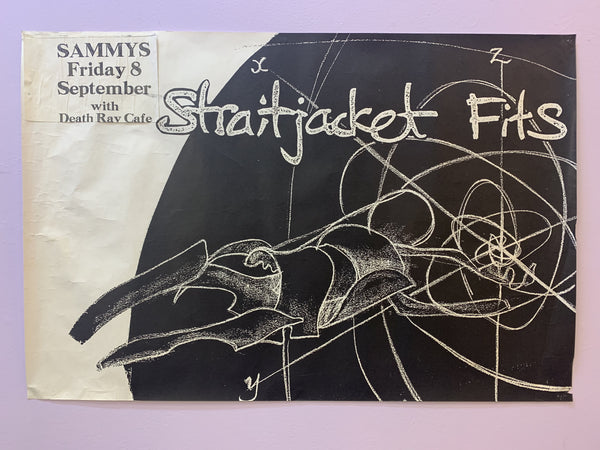 SAMMYS
Friday 8
September
with
Death Ray Cafe
Straitjacket Fits
x
z
y